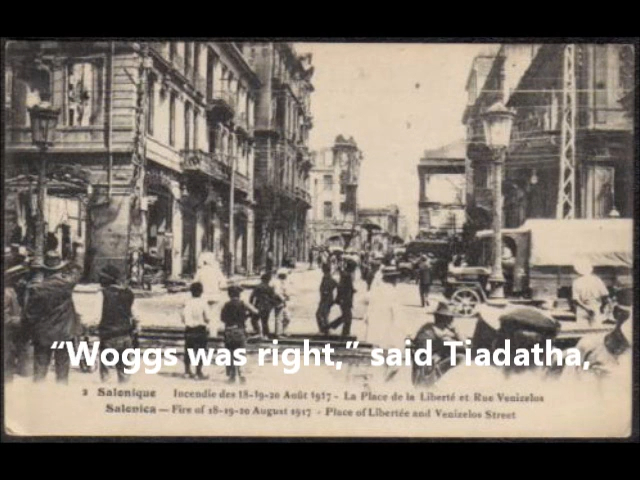 “Woggs was right,” said Tiadatha,
2 Salonique Incendie des 18-19-20 Août 1917 - La Place de la Liberté et Rue Venizelos
Salonica — Fire of 18-19-20 August 1917 - Place of Libertée and Venizelos Street